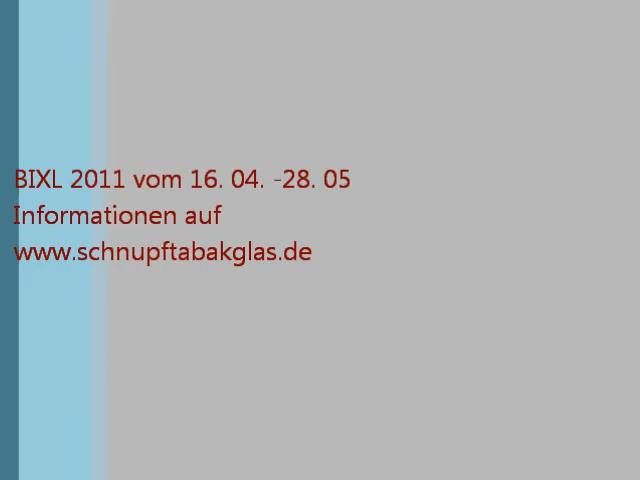 BIXL 2011 vom 16. 04. -28. 05
Informationen auf
www.schnupftabakglas.de